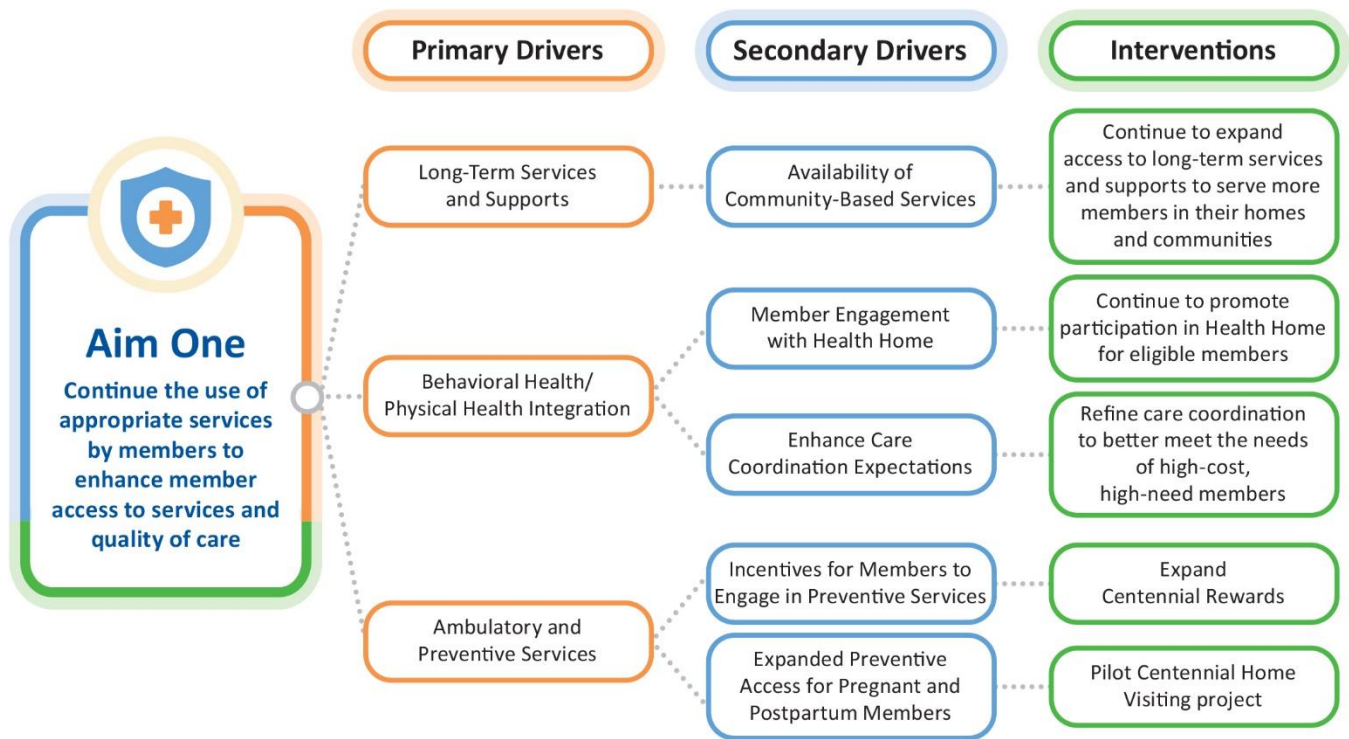 Primary Drivers
Secondary Drivers
Interventions
Aim One
Continue the use of
appropriate services
by members to
enhance member
access to services and
quality of care
Long-Term Services
and Supports
Availability of
Community-Based Services
Continue to expand
access to long-term services
and supports to serve more
members in their homes
and communities
Behavioral Health/
Physical Health Integration
Member Engagement
with Health Home
Continue to promote
participation in Health Home
for eligible members
Enhance Care
Coordination Expectations
Refine care coordination
to better meet the needs
of high-cost,
high-need members
Ambulatory and
Preventive Services
Incentives for Members to
Engage in Preventive Services
Expand
Centennial Rewards
Expanded Preventive
Access for Pregnant and
Postpartum Members
Pilot Centennial Home
Visiting project